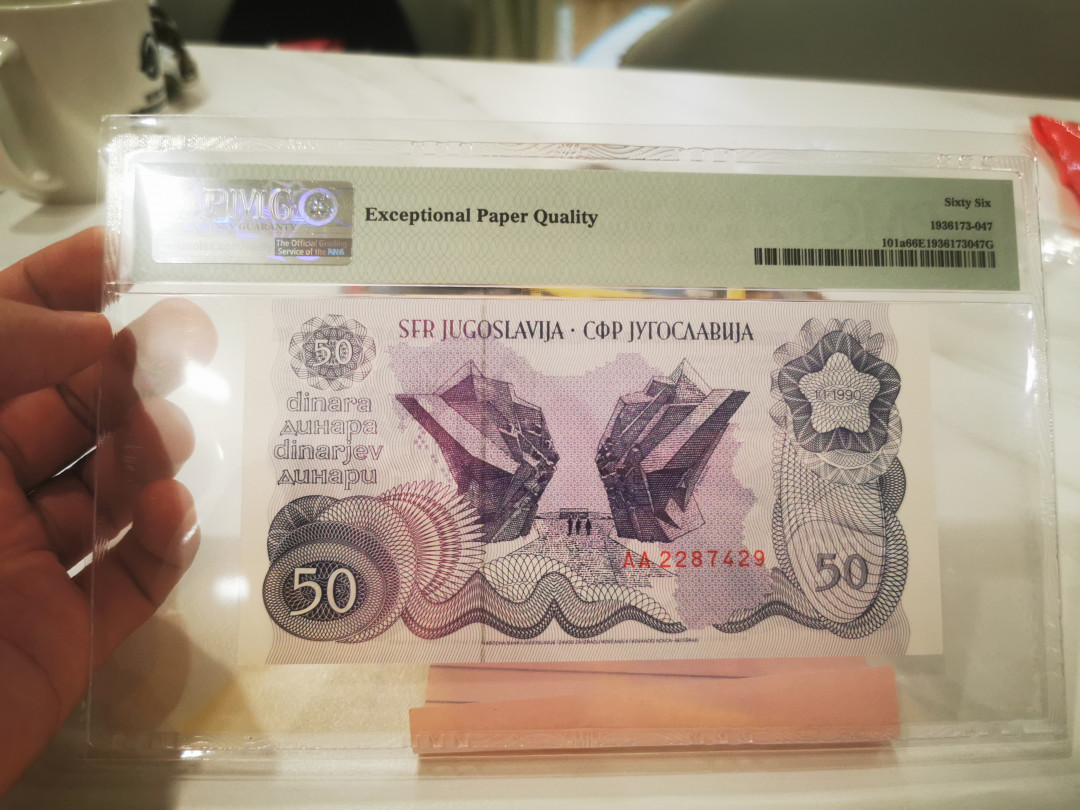 PMG
The Official Grading
Service of the ANA
Exceptional Paper Quality
Sixty Six
1936173-047
101a66E1936173047G
50
SFR JUGOSLAVIJA · СФР ЈУГОСЛАВИЈА
dinara
динара
dinarjev
динари
1990
AA 2287429
50
50